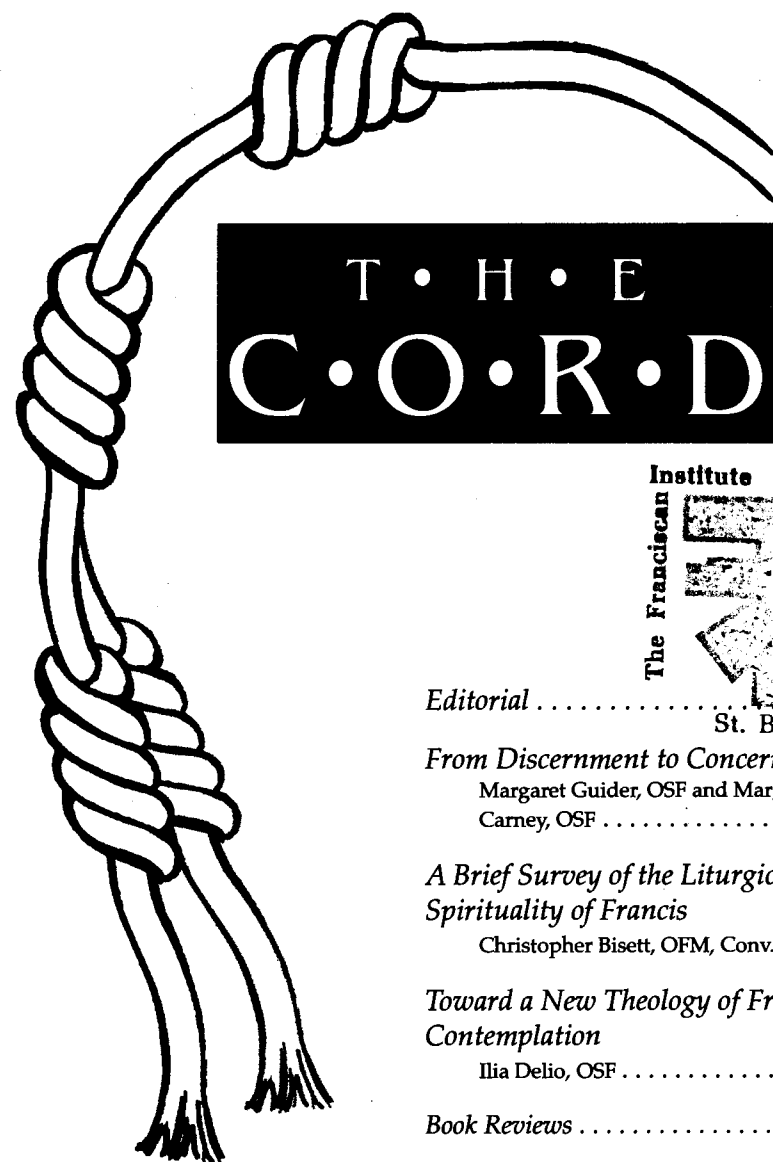 T • H • E
C • O • R • D
Institute
The Franciscan
Editorial . . . . . . . . . . . . . . . . .
St. B
From Discernment to Concern
Margaret Guider, OSF and Mar
Carney, OSF . . . . . . . . . . . . . .
A Brief Survey of the Liturgic
Spirituality of Francis
Christopher Bisett, OFM, Conv.
Toward a New Theology of Fr
Contemplation
Ilia Delio, OSF . . . . . . . . . . . . .
Book Reviews . . . . . . . . . . . . . . . .